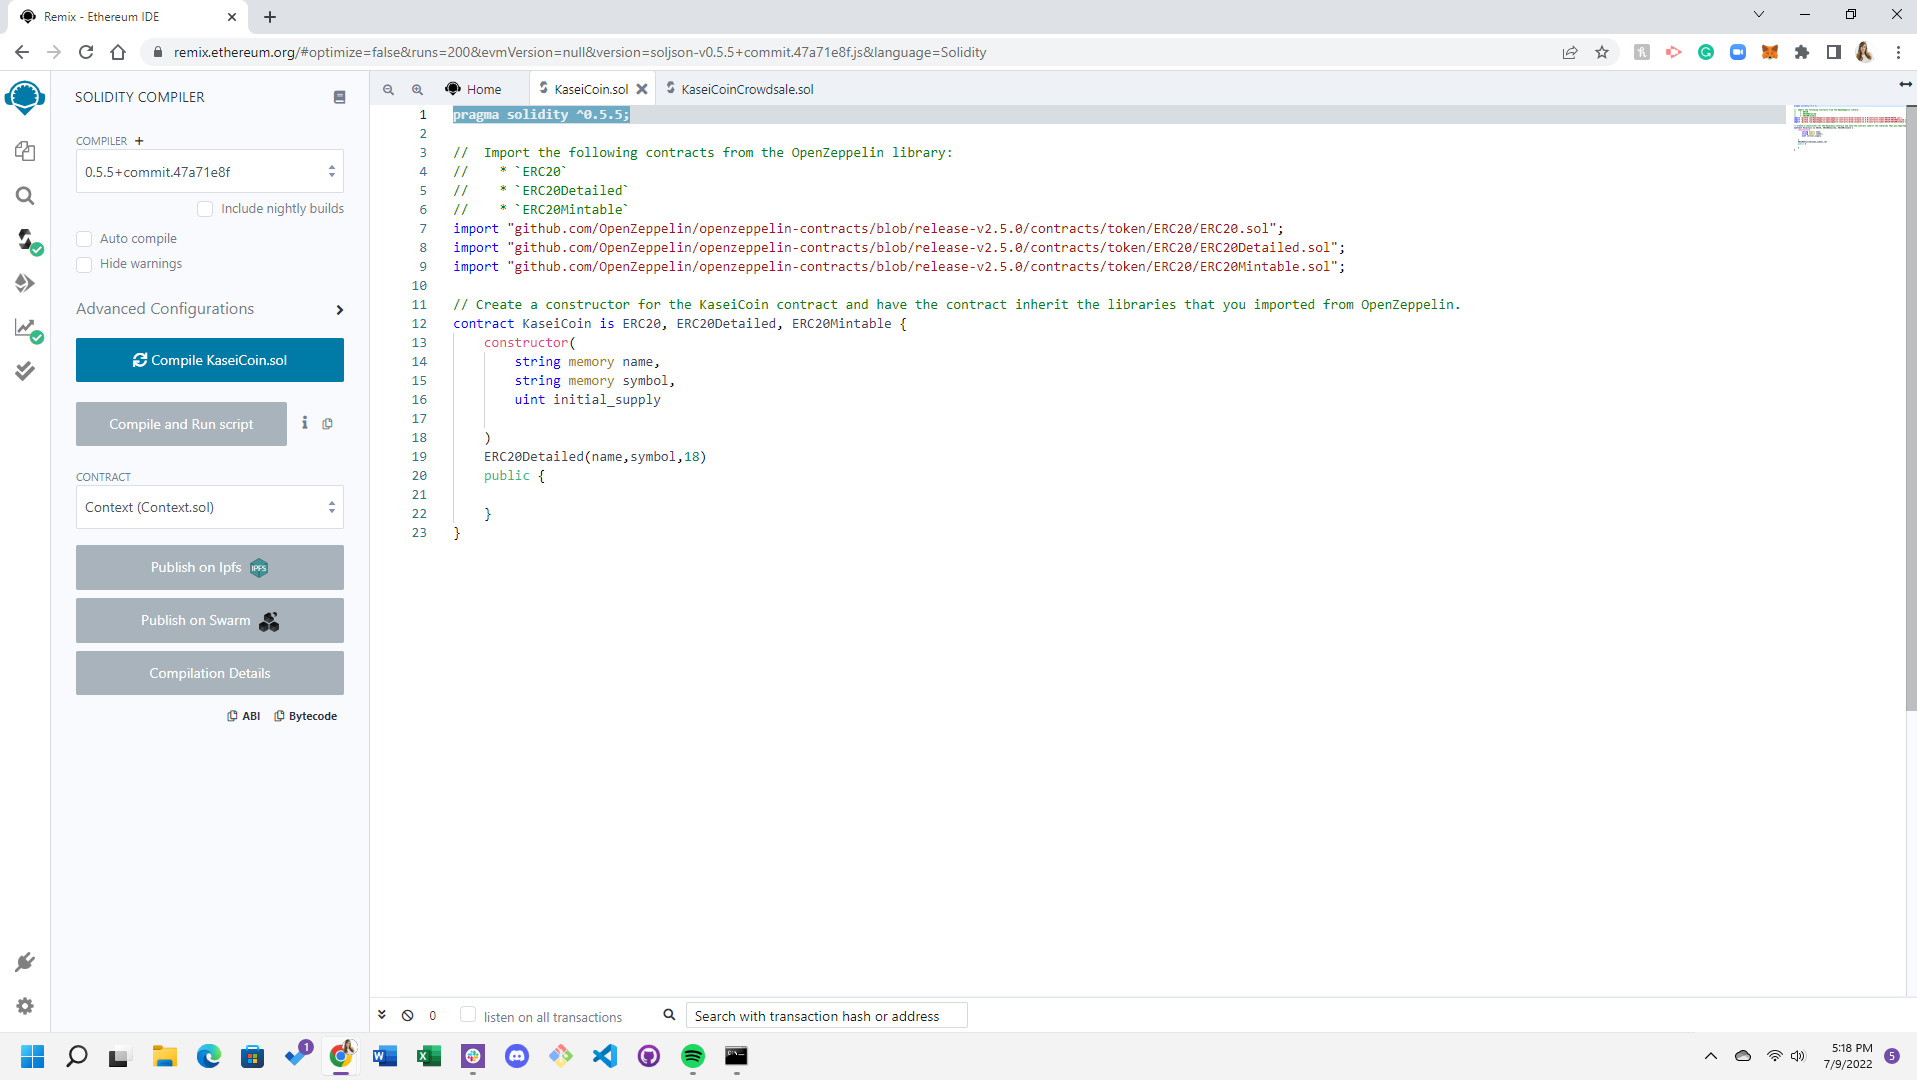 Remix - Ethereum IDE
remix.ethereum.org/#optimize=false&runs=200&evmVersion=null&version=soljson-v0.5.5+commit.47a71e8f.js&language=Solidity
SOLIDITY COMPILER
Home
KaseiCoin.sol
KaseiCoinCrowdsale.sol
COMPILER +
0.5.5+commit.47a71e8f
Include nightly builds
Auto compile
Hide warnings
Advanced Configurations
Compile KaseiCoin.sol
Compile and Run script
CONTRACT
Context (Context.sol)
Publish on Ipfs IPFS
Publish on Swarm
Compilation Details
ABI Bytecode
1 pragma solidity ^0.5.5;
2
3 //  Import the following contracts from the OpenZeppelin library:
4 //    * `ERC20`
5 //    * `ERC20Detailed`
6 //    * `ERC20Mintable`
7 import "github.com/OpenZeppelin/openzeppelin-contracts/blob/release-v2.5.0/contracts/token/ERC20/ERC20.sol";
8 import "github.com/OpenZeppelin/openzeppelin-contracts/blob/release-v2.5.0/contracts/token/ERC20/ERC20Detailed.sol";
9 import "github.com/OpenZeppelin/openzeppelin-contracts/blob/release-v2.5.0/contracts/token/ERC20/ERC20Mintable.sol";
10
11 // Create a constructor for the KaseiCoin contract and have the contract inherit the libraries that you imported from OpenZeppelin.
12 contract KaseiCoin is ERC20, ERC20Detailed, ERC20Mintable {
13     constructor(
14         string memory name,
15         string memory symbol,
16         uint initial_supply
17
18     )
19     ERC20Detailed(name,symbol,18)
20     public {
21
22     }
23 }
0 listen on all transactions
Search with transaction hash or address
1
5:18 PM
7/9/2022
5